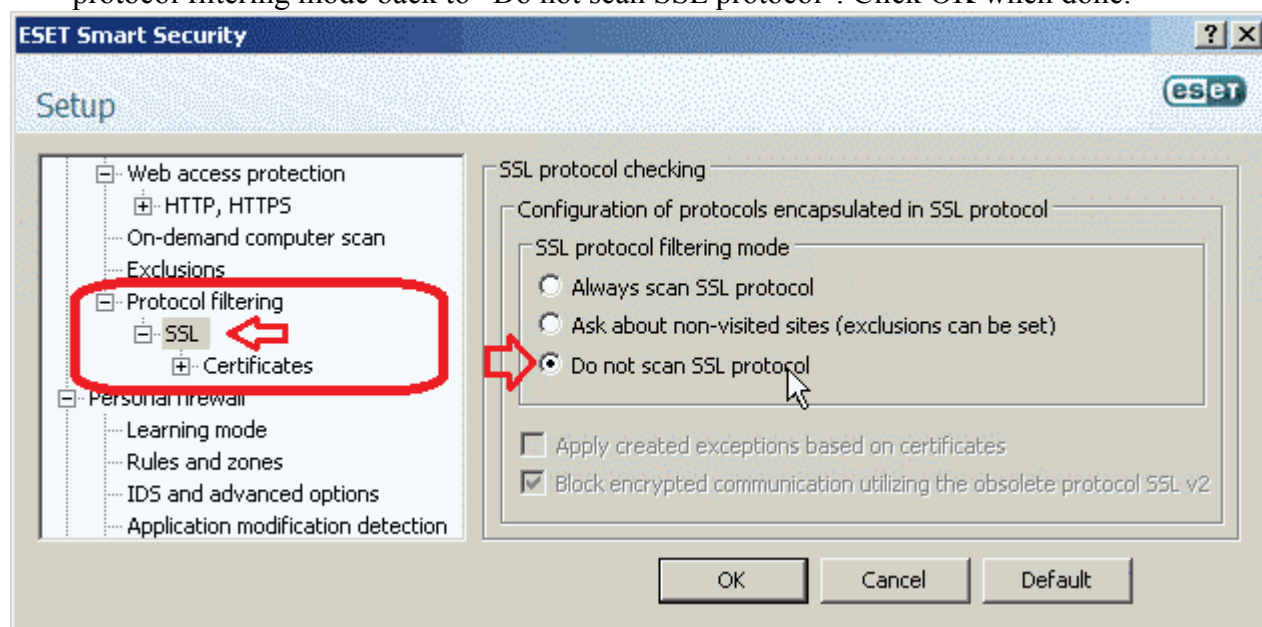 protocol filtering mode back to "Do not scan SSL protocol". Click OK when done.
ESET Smart Security
Setup
eset
Web access protection
HTTP, HTTPS
On-demand computer scan
Exclusions
Protocol filtering
SSL
Certificates
Personal firewall
Learning mode
Rules and zones
IDS and advanced options
Application modification detection
SSL protocol checking
Configuration of protocols encapsulated in SSL protocol
SSL protocol filtering mode
Always scan SSL protocol
Ask about non-visited sites (exclusions can be set)
Do not scan SSL protocol
Apply created exceptions based on certificates
Block encrypted communication utilizing the obsolete protocol SSL v2
OK Cancel Default